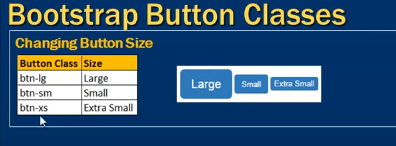 Bootstrap Button Classes
Changing Button Size
Button Class Size
btn-lg Large
btn-sm Small
btn-xs Extra Small
Large Small Extra Small